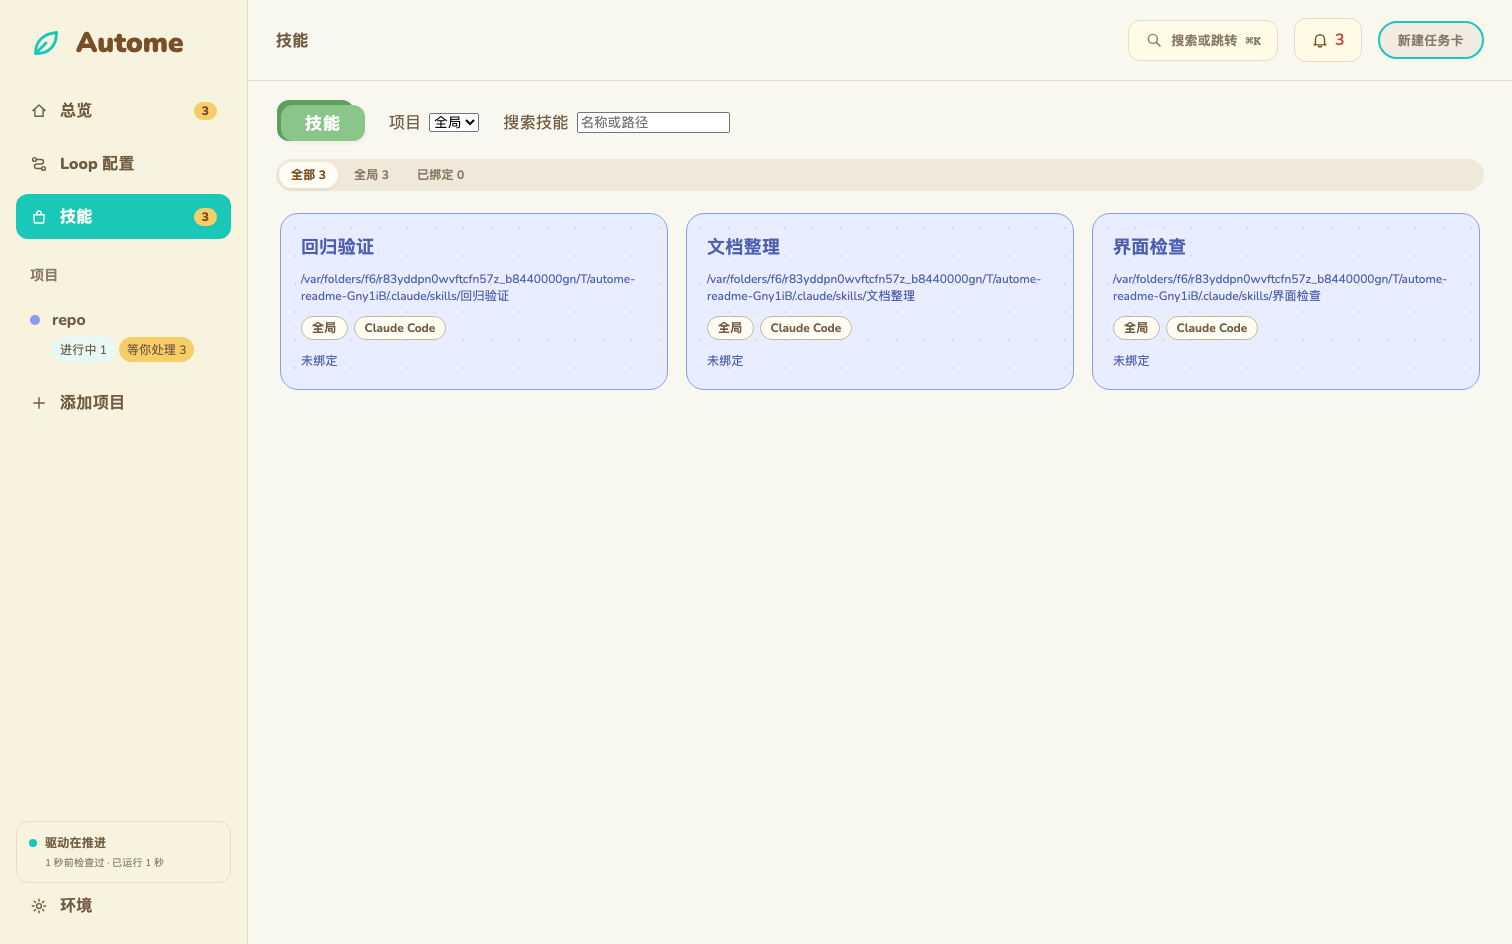 Autome
总览 3
Loop 配置
技能 3
项目
repo
进行中 1 等你处理 3
添加项目
驱动在推进
1 秒前检查过 · 已运行 1 秒
环境
技能
搜索或跳转 ⌘K
3
新建任务卡
技能 项目 全局 搜索技能 名称或路径
全部 3 全局 3 已绑定 0
回归验证
/var/folders/f6/r83yddpn0wvftcfn57z_b8440000gn/T/autome-
readme-Gny1iB/.claude/skills/回归验证
全局 Claude Code
未绑定
文档整理
/var/folders/f6/r83yddpn0wvftcfn57z_b8440000gn/T/autome-
readme-Gny1iB/.claude/skills/文档整理
全局 Claude Code
未绑定
界面检查
/var/folders/f6/r83yddpn0wvftcfn57z_b8440000gn/T/autome-
readme-Gny1iB/.claude/skills/界面检查
全局 Claude Code
未绑定